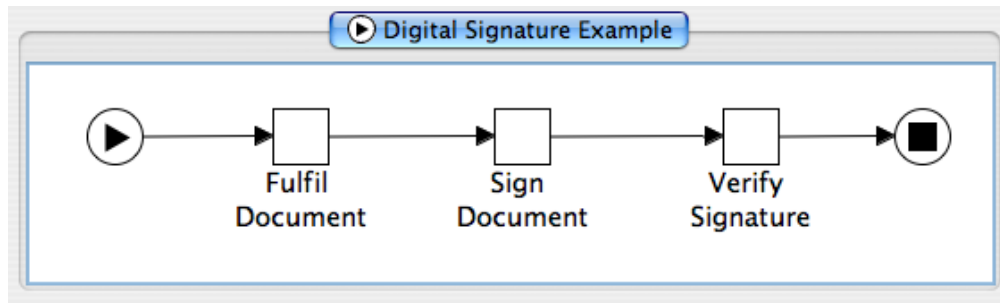 Digital Signature Example
Fulfil
Document
Sign
Document
Verify
Signature